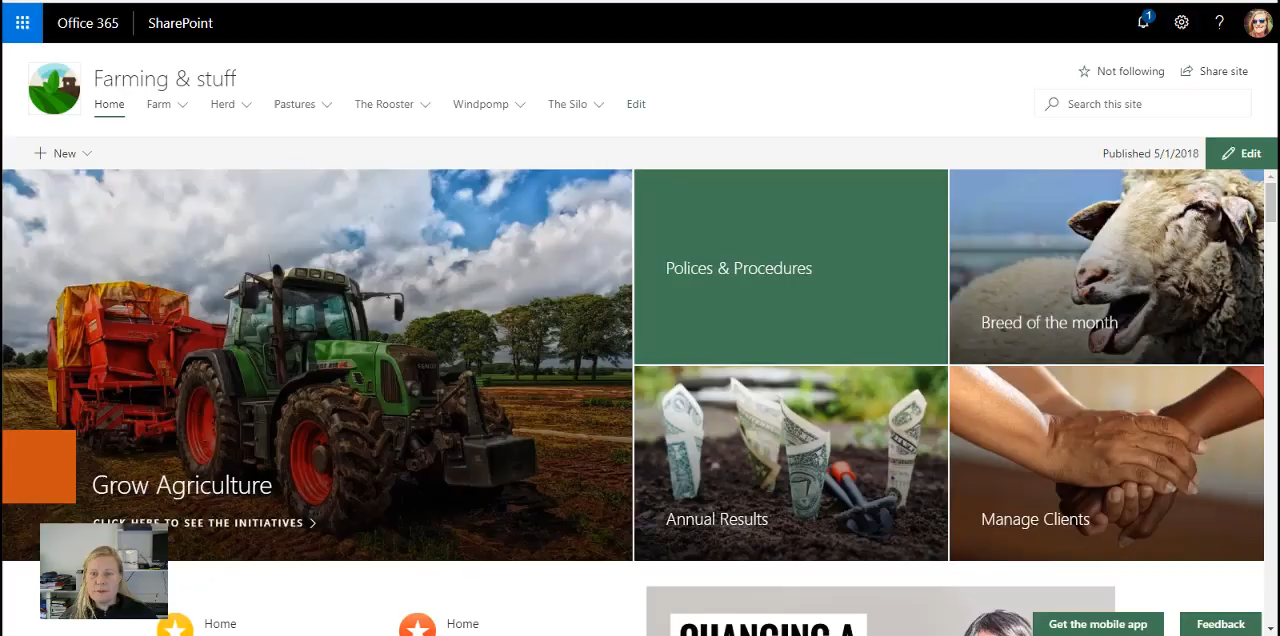 Office 365
SharePoint
1
?
Farming & stuff
Not following
Share site
Home
Farm
Herd
Pastures
The Rooster
Windpomp
The Silo
Edit
Search this site
New
Published 5/1/2018
Edit
Polices & Procedures
Breed of the month
Grow Agriculture
CLICK HERE TO SEE THE INITIATIVES
Annual Results
Manage Clients
Home
Home
CHANGING A
Get the mobile app
Feedback